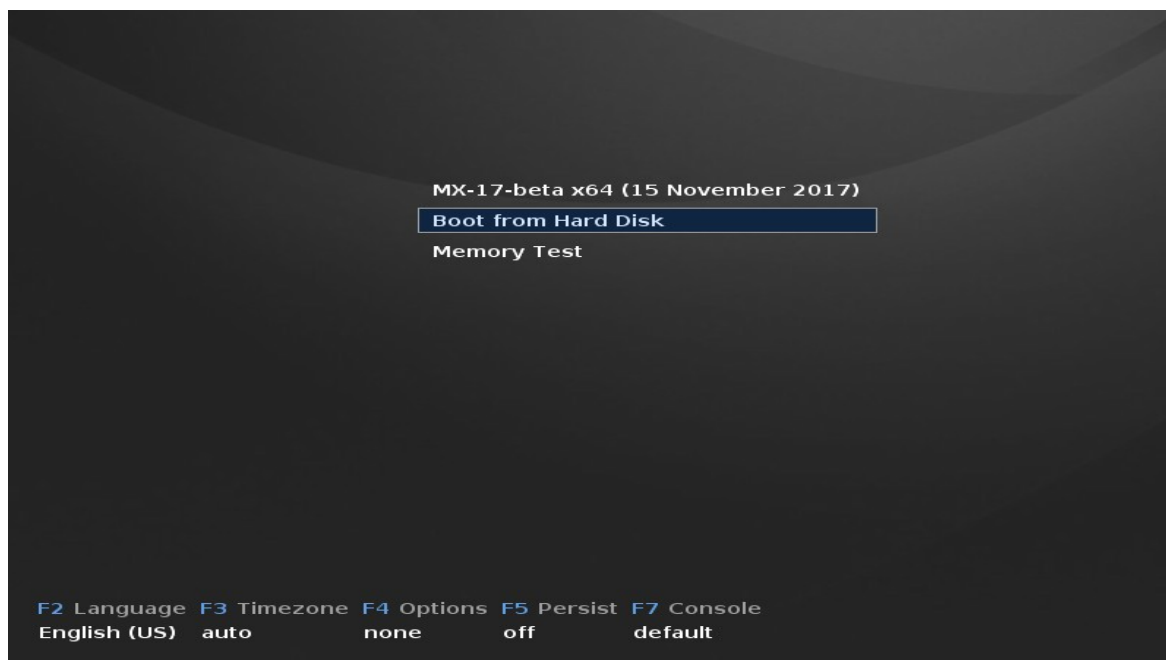 MX-17-beta x64 (15 November 2017)
Boot from Hard Disk
Memory Test
F2 Language F3 Timezone F4 Options F5 Persist F7 Console
English (US) auto none off default